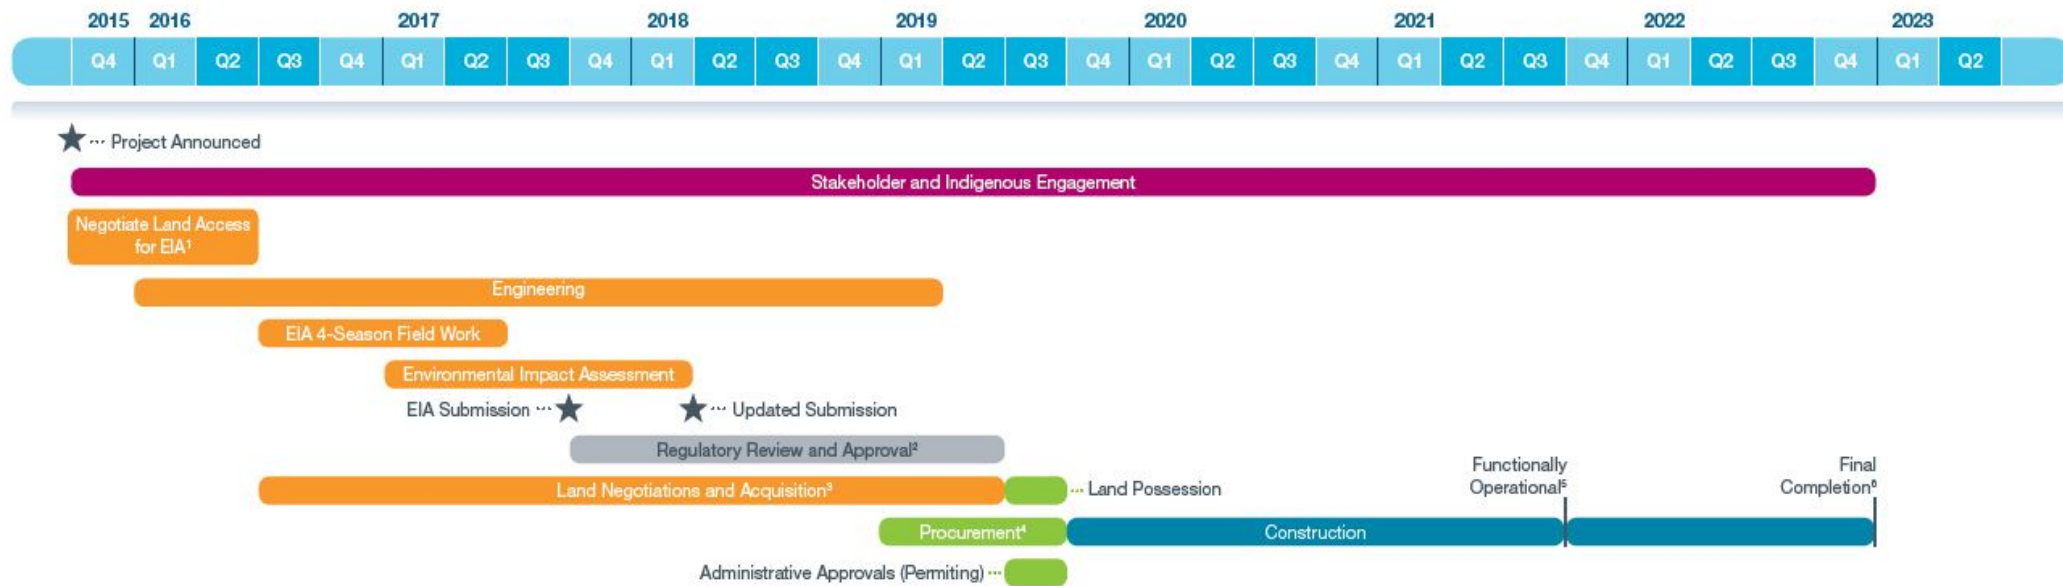 2015 2016 2017 2018 2019 2020 2021 2022 2023
Q4 Q1 Q2 Q3 Q4 Q1 Q2 Q3 Q4 Q1 Q2 Q3 Q4 Q1 Q2 Q3 Q4 Q1 Q2 Q3 Q4 Q1 Q2 Q3 Q4 Q1 Q2 Q3 Q4 Q1 Q2
Project Announced
Stakeholder and Indigenous Engagement
Negotiate Land Access
for EIA¹
Engineering
EIA 4-Season Field Work
Environmental Impact Assessment
EIA Submission
Updated Submission
Regulatory Review and Approval²
Land Negotiations and Acquisition³
Land Possession
Functionally
Operational⁵
Final
Completion⁶
Procurement⁴
Construction
Administrative Approvals (Permiting)